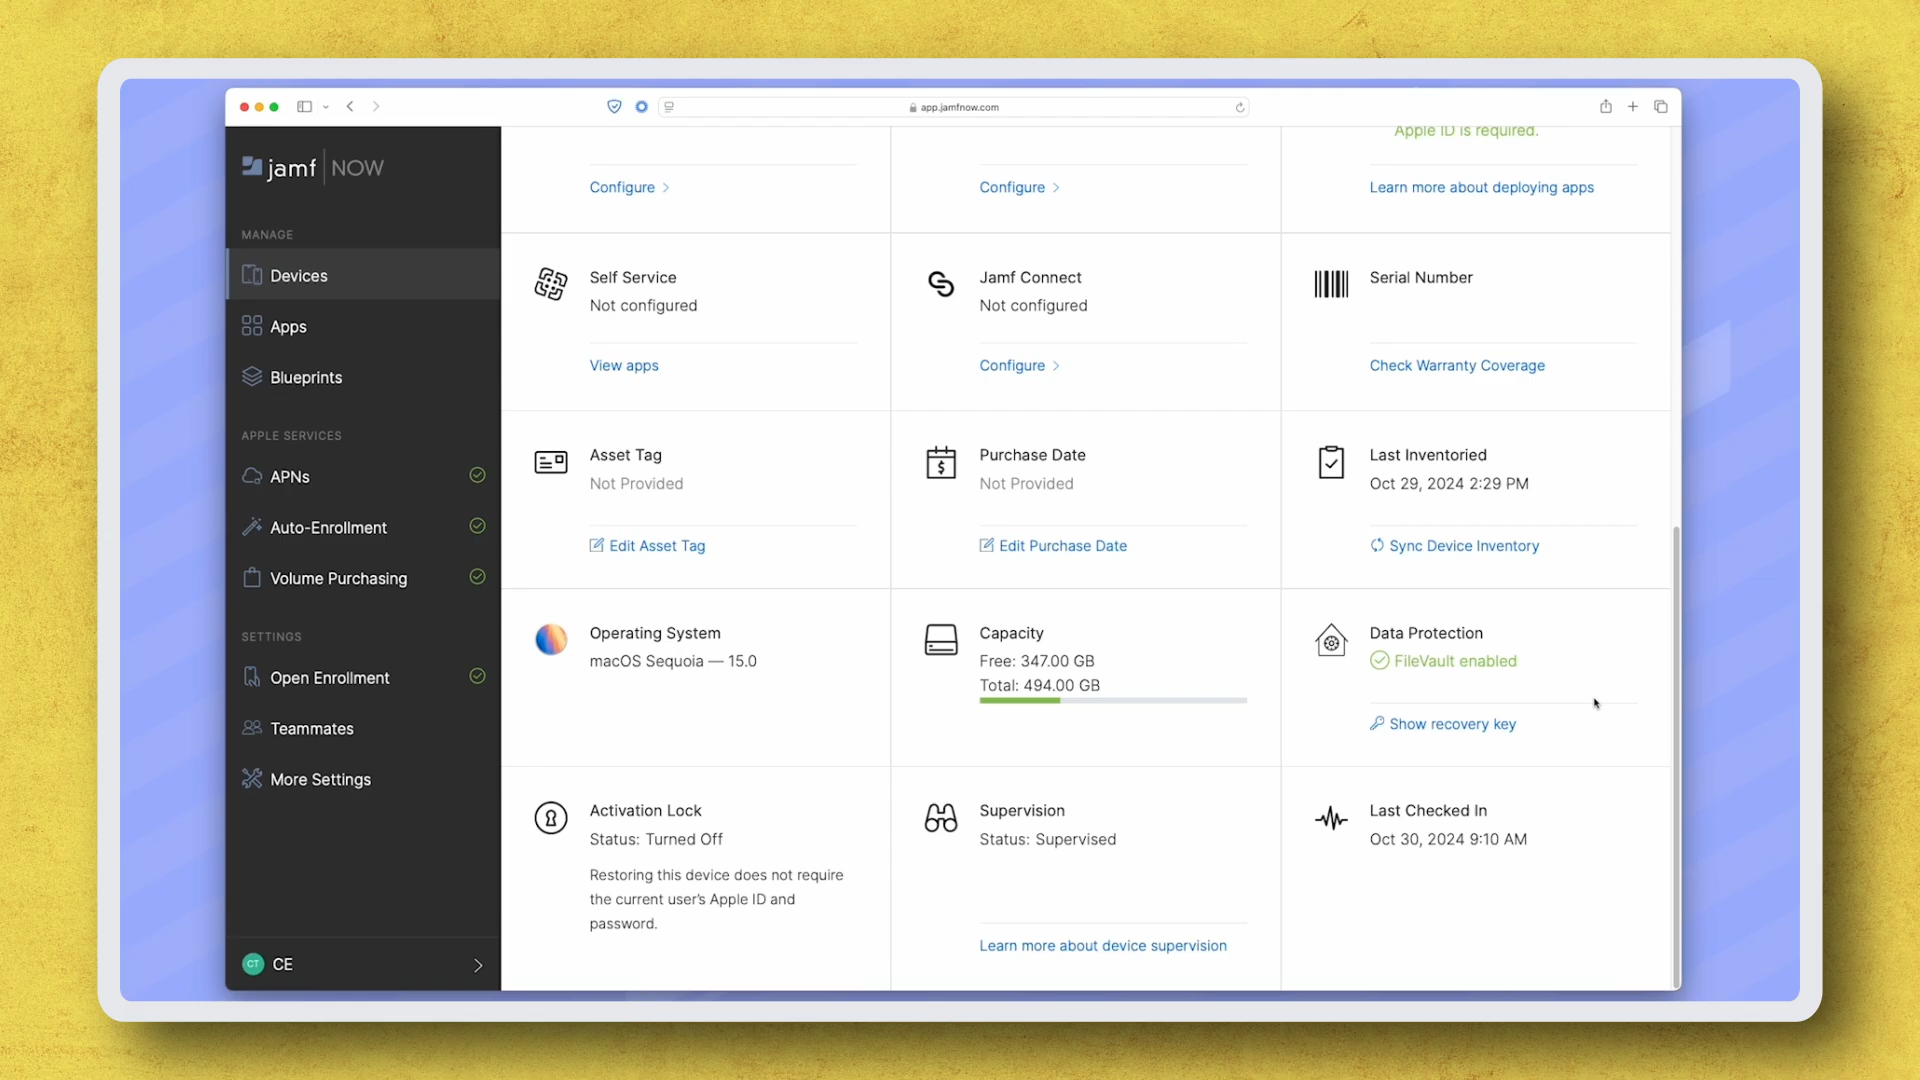 app.jamfnow.com
jamf | NOW
MANAGE
Devices
Apps
Blueprints
APPLE SERVICES
APNs
Auto-Enrollment
Volume Purchasing
SETTINGS
Open Enrollment
Teammates
More Settings
CT CE
Apple ID is required.
Configure
Configure
Learn more about deploying apps
Self Service
Not configured
View apps
Jamf Connect
Not configured
Configure
Serial Number
Check Warranty Coverage
Asset Tag
Not Provided
Edit Asset Tag
Purchase Date
Not Provided
Edit Purchase Date
Last Inventoried
Oct 29, 2024 2:29 PM
Sync Device Inventory
Operating System
macOS Sequoia — 15.0
Capacity
Free: 347.00 GB
Total: 494.00 GB
Data Protection
FileVault enabled
Show recovery key
Activation Lock
Status: Turned Off
Restoring this device does not require
the current user's Apple ID and
password.
Supervision
Status: Supervised
Learn more about device supervision
Last Checked In
Oct 30, 2024 9:10 AM